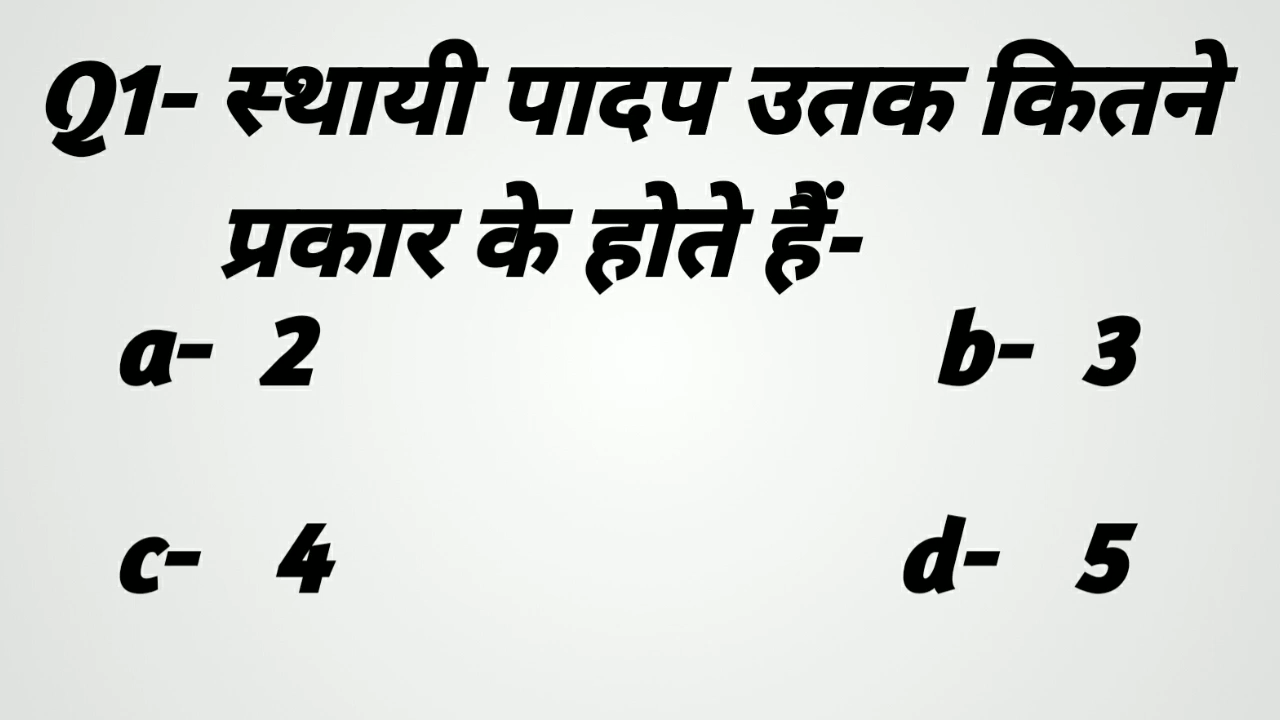 Q1- स्थायी पादप उतक कितने
प्रकार के होते हैं-
a- 2 b- 3
c- 4 d- 5